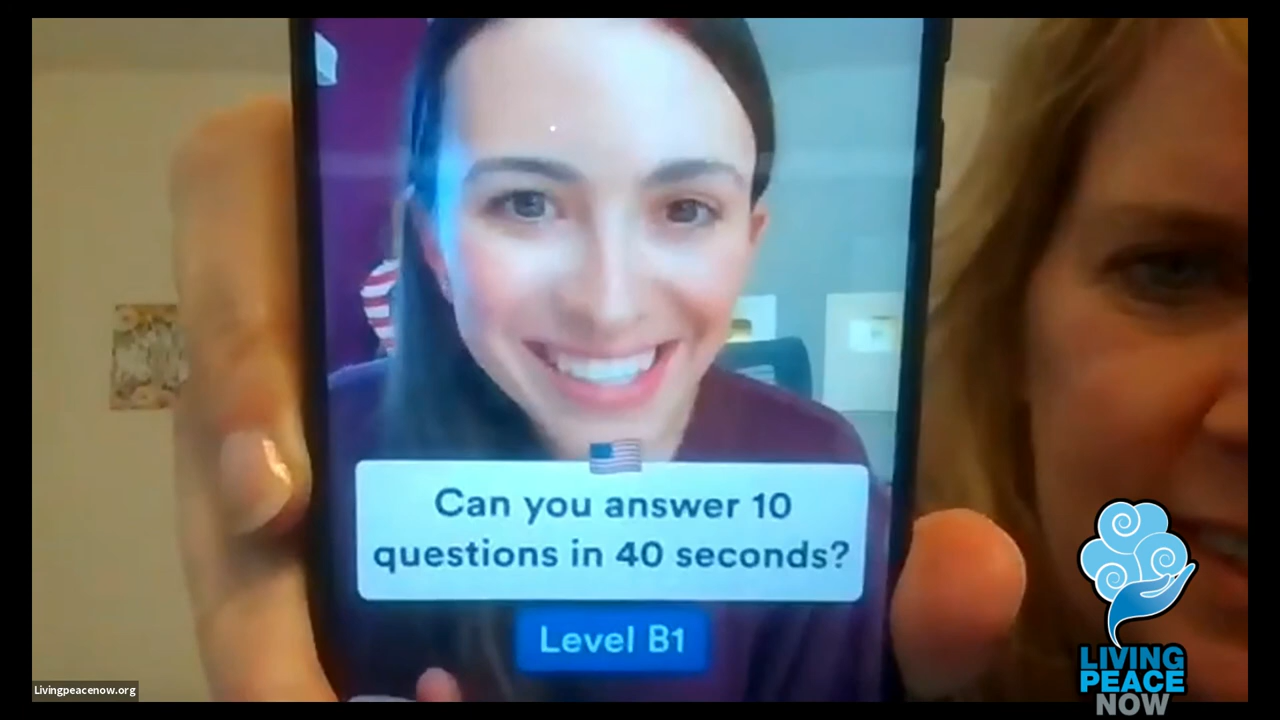 Can you answer 10
questions in 40 seconds?
Level B1
LIVING
PEACE
NOW
Livingpeacenow.org